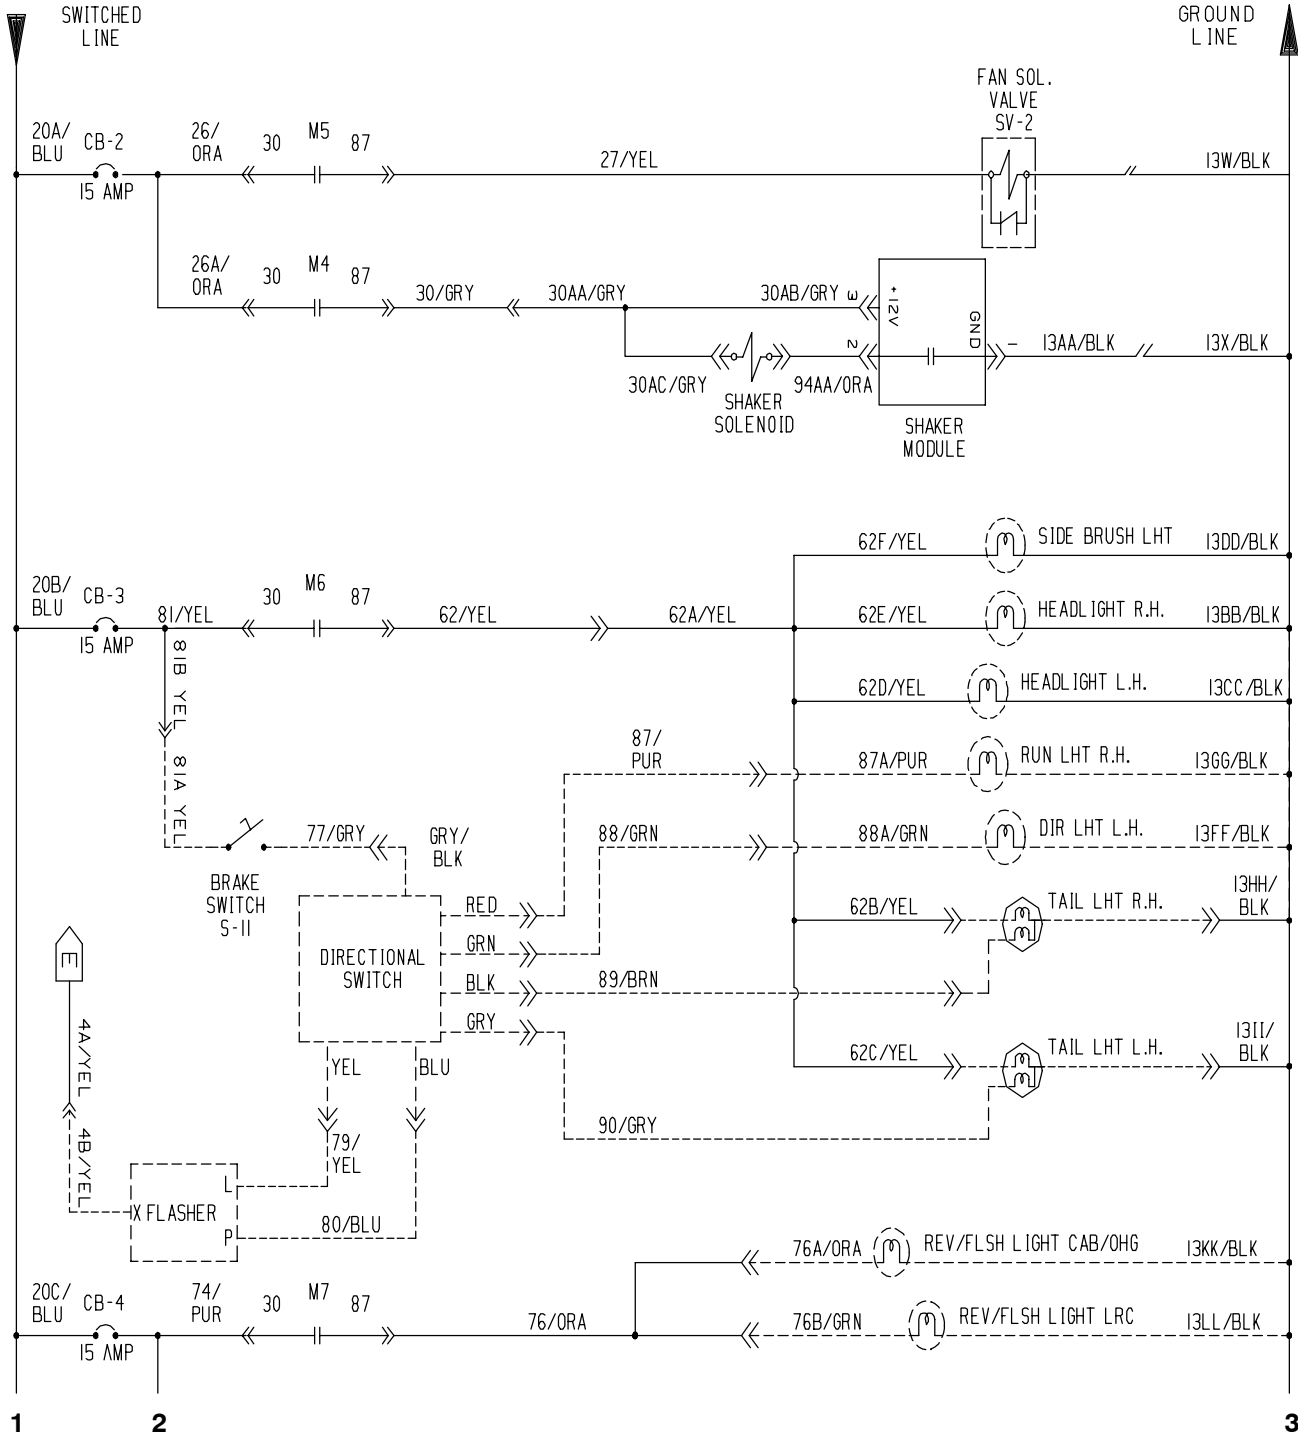 SWITCHED
LINE
GROUND
LINE
FAN SOL.
VALVE
SV-2
20A/
BLU
CB-2
15 AMP
26/
ORA
30
M5
87
27/YEL
13W/BLK
26A/
ORA
30
M4
87
30/GRY
30AA/GRY
30AB/GRY
3
+12V
GND
2
1
13AA/BLK
13X/BLK
30AC/GRY
94AA/ORA
SHAKER
SOLENOID
SHAKER
MODULE
62F/YEL
SIDE BRUSH LHT
13DD/BLK
20B/
BLU
CB-3
15 AMP
81/YEL
30
M6
87
62/YEL
62A/YEL
62E/YEL
HEADLIGHT R.H.
13BB/BLK
81B YEL
62D/YEL
HEADLIGHT L.H.
13CC/BLK
81A YEL
87/
PUR
87A/PUR
RUN LHT R.H.
13GG/BLK
77/GRY
GRY/
BLK
88/GRN
88A/GRN
DIR LHT L.H.
13FF/BLK
BRAKE
SWITCH
S-11
RED
62B/YEL
TAIL LHT R.H.
13HH/
BLK
E
DIRECTIONAL
SWITCH
GRN
BLK
89/BRN
GRY
4A/YEL
YEL
BLU
62C/YEL
TAIL LHT L.H.
13II/
BLK
4B/YEL
79/
YEL
90/GRY
L
X FLASHER
P
80/BLU
76A/ORA
REV/FLSH LIGHT CAB/OHG
13KK/BLK
20C/
BLU
CB-4
15 AMP
74/
PUR
30
M7
87
76/ORA
76B/GRN
REV/FLSH LIGHT LRC
13LL/BLK
1
2
3